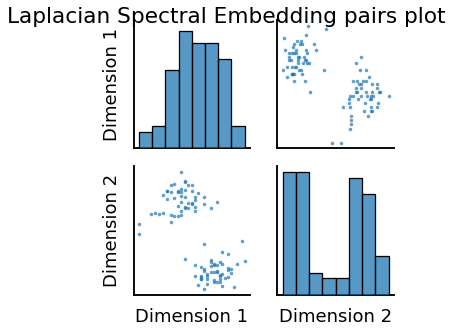 Laplacian Spectral Embedding pairs plot
Dimension 1
Dimension 2
Dimension 1
Dimension 2